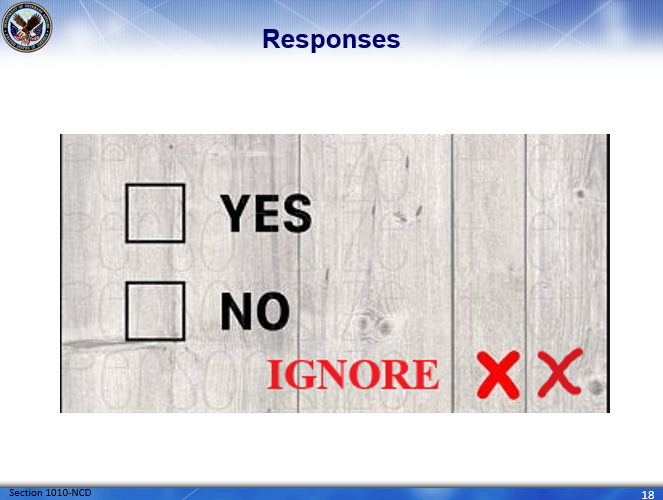 Responses
YES
NO
IGNORE
Section 1010-NCD
18